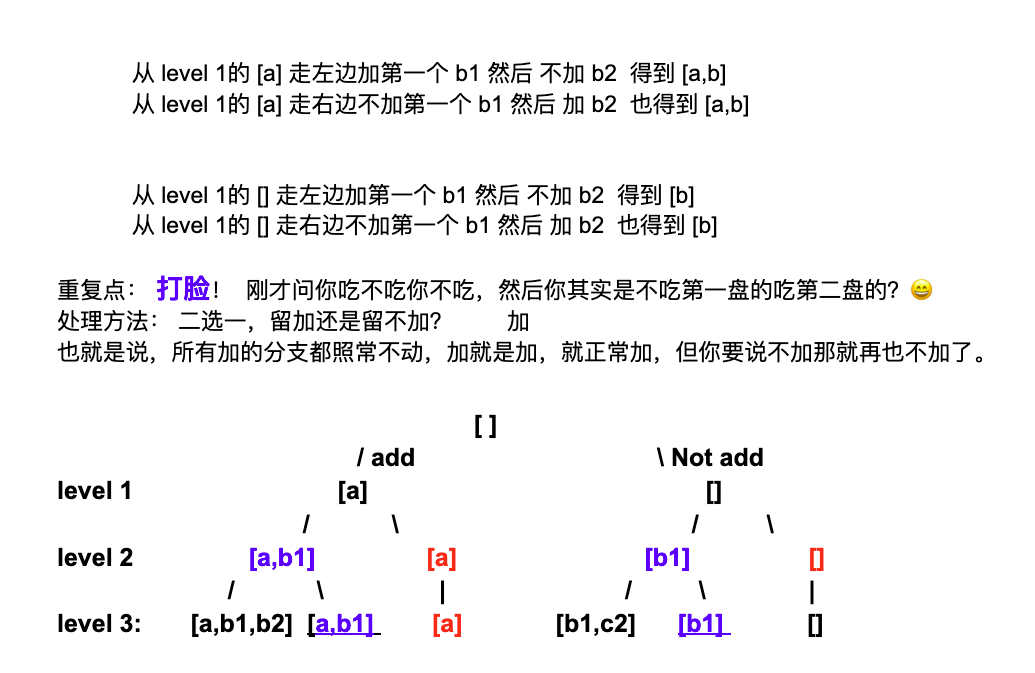 从 level 1的 [a] 走左边加第一个 b1 然后 不加 b2  得到 [a,b]
从 level 1的 [a] 走右边不加第一个 b1 然后 加 b2  也得到 [a,b]
从 level 1的 [] 走左边加第一个 b1 然后 不加 b2  得到 [b]
从 level 1的 [] 走右边不加第一个 b1 然后 加 b2  也得到 [b]
重复点： 打脸！ 刚才问你吃不吃你不吃，然后你其实是不吃第一盘的吃第二盘的？😄
处理方法： 二选一，留加还是留不加？ 加
也就是说，所有加的分支都照常不动，加就是加，就正常加，但你要说不加那就再也不加了。
[ ]
/ add \ Not add
level 1 [a] []
/ \ / \
level 2 [a,b1] [a] [b1] []
/ \ | / \ |
level 3: [a,b1,b2] [a,b1] [a] [b1,c2] [b1] []